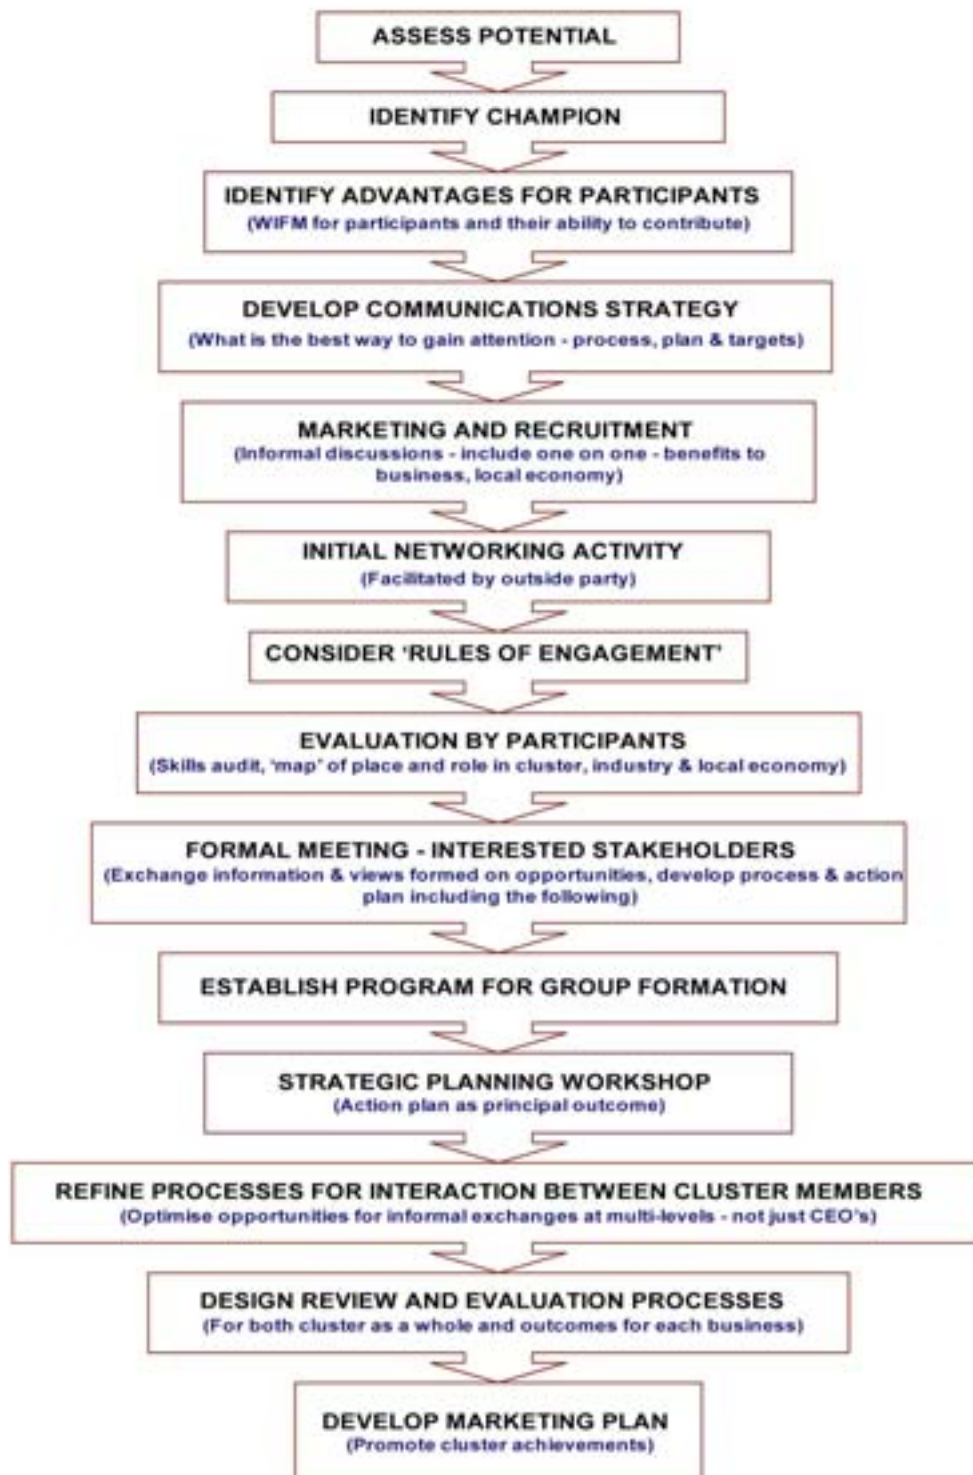 ASSESS POTENTIAL
IDENTIFY CHAMPION
IDENTIFY ADVANTAGES FOR PARTICIPANTS
(WIFM for participants and their ability to contribute)
DEVELOP COMMUNICATIONS STRATEGY
(What is the best way to gain attention - process, plan & targets)
MARKETING AND RECRUITMENT
(Informal discussions - include one on one - benefits to
business, local economy)
INITIAL NETWORKING ACTIVITY
(Facilitated by outside party)
CONSIDER ‘RULES OF ENGAGEMENT’
EVALUATION BY PARTICIPANTS
(Skills audit, ‘map’ of place and role in cluster, industry & local economy)
FORMAL MEETING - INTERESTED STAKEHOLDERS
(Exchange information & views formed on opportunities, develop process & action
plan including the following)
ESTABLISH PROGRAM FOR GROUP FORMATION
STRATEGIC PLANNING WORKSHOP
(Action plan as principal outcome)
REFINE PROCESSES FOR INTERACTION BETWEEN CLUSTER MEMBERS
(Optimise opportunities for informal exchanges at multi-levels - not just CEO's)
DESIGN REVIEW AND EVALUATION PROCESSES
(For both cluster as a whole and outcomes for each business)
DEVELOP MARKETING PLAN
(Promote cluster achievements)